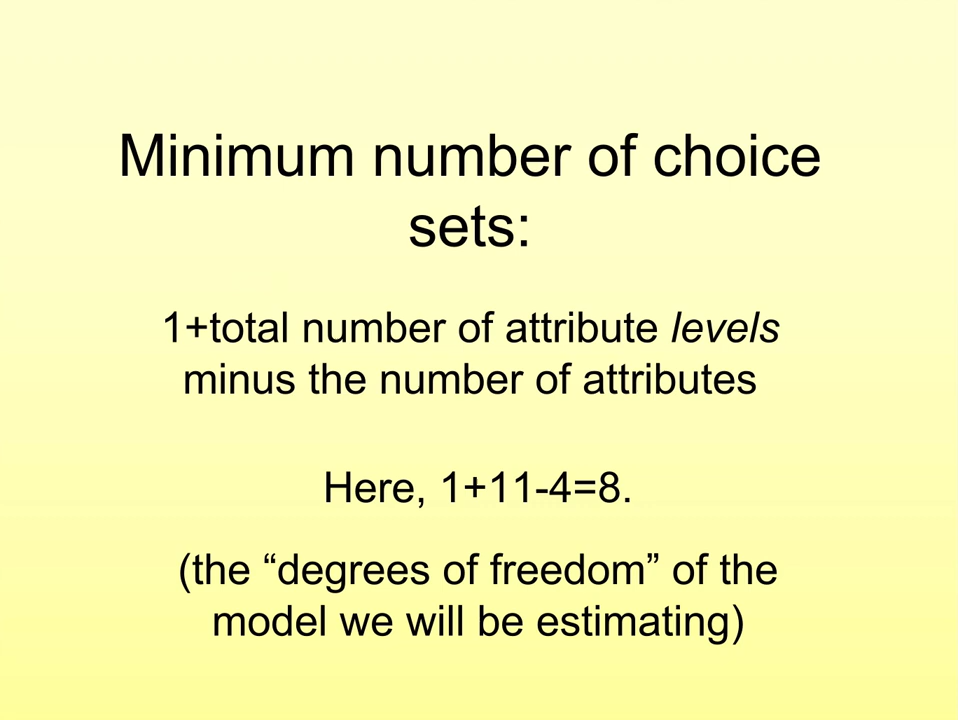 Minimum number of choice
sets:
1+total number of attribute levels
minus the number of attributes
Here, 1+11-4=8.
(the “degrees of freedom” of the
model we will be estimating)